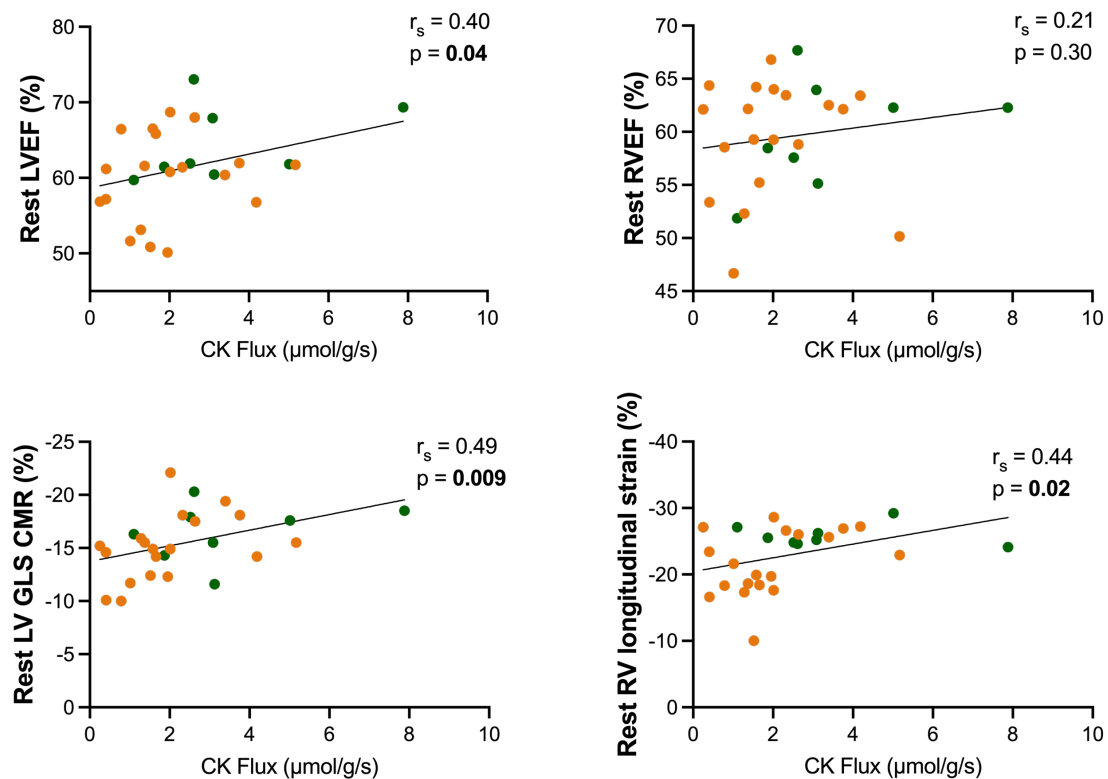 Rest LVEF (%)
80
70
60
50
r_s = 0.40
p = 0.04
0 2 4 6 8 10
CK Flux (µmol/g/s)
Rest RVEF (%)
70
65
60
55
50
45
r_s = 0.21
p = 0.30
0 2 4 6 8 10
CK Flux (µmol/g/s)
Rest LV GLS CMR (%)
-25
-20
-15
-10
-5
0
r_s = 0.49
p = 0.009
0 2 4 6 8 10
CK Flux (µmol/g/s)
Rest RV longitudinal strain (%)
-40
-30
-20
-10
0
r_s = 0.44
p = 0.02
0 2 4 6 8 10
CK Flux (µmol/g/s)